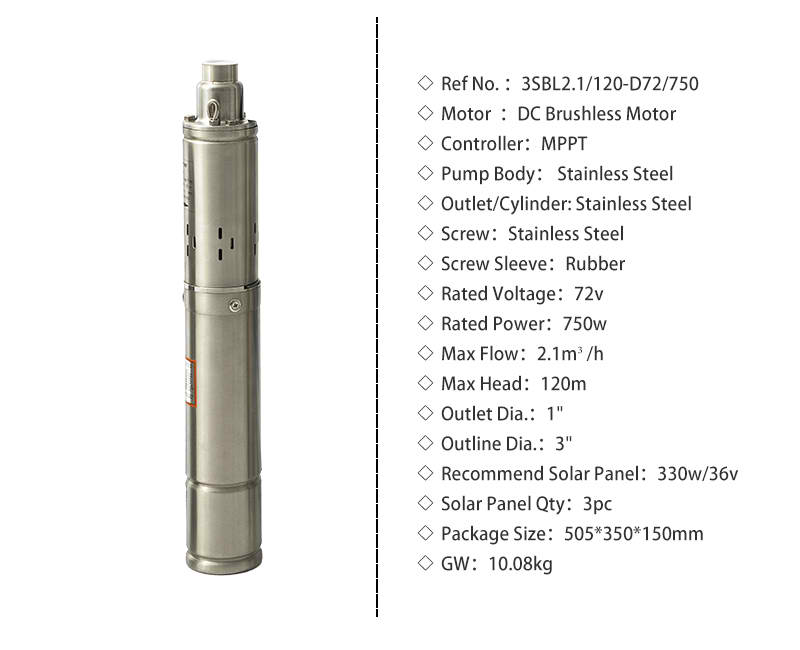 ◇ Ref No.： 3SBL2.1/120-D72/750
◇ Motor ： DC Brushless Motor
◇ Controller： MPPT
◇ Pump Body： Stainless Steel
◇ Outlet/Cylinder: Stainless Steel
◇ Screw： Stainless Steel
◇ Screw Sleeve： Rubber
◇ Rated Voltage： 72v
◇ Rated Power： 750w
◇ Max Flow： 2.1m³ /h
◇ Max Head： 120m
◇ Outlet Dia.： 1"
◇ Outline Dia.： 3"
◇ Recommend Solar Panel： 330w/36v
◇ Solar Panel Qty： 3pc
◇ Package Size： 505*350*150mm
◇ GW： 10.08kg